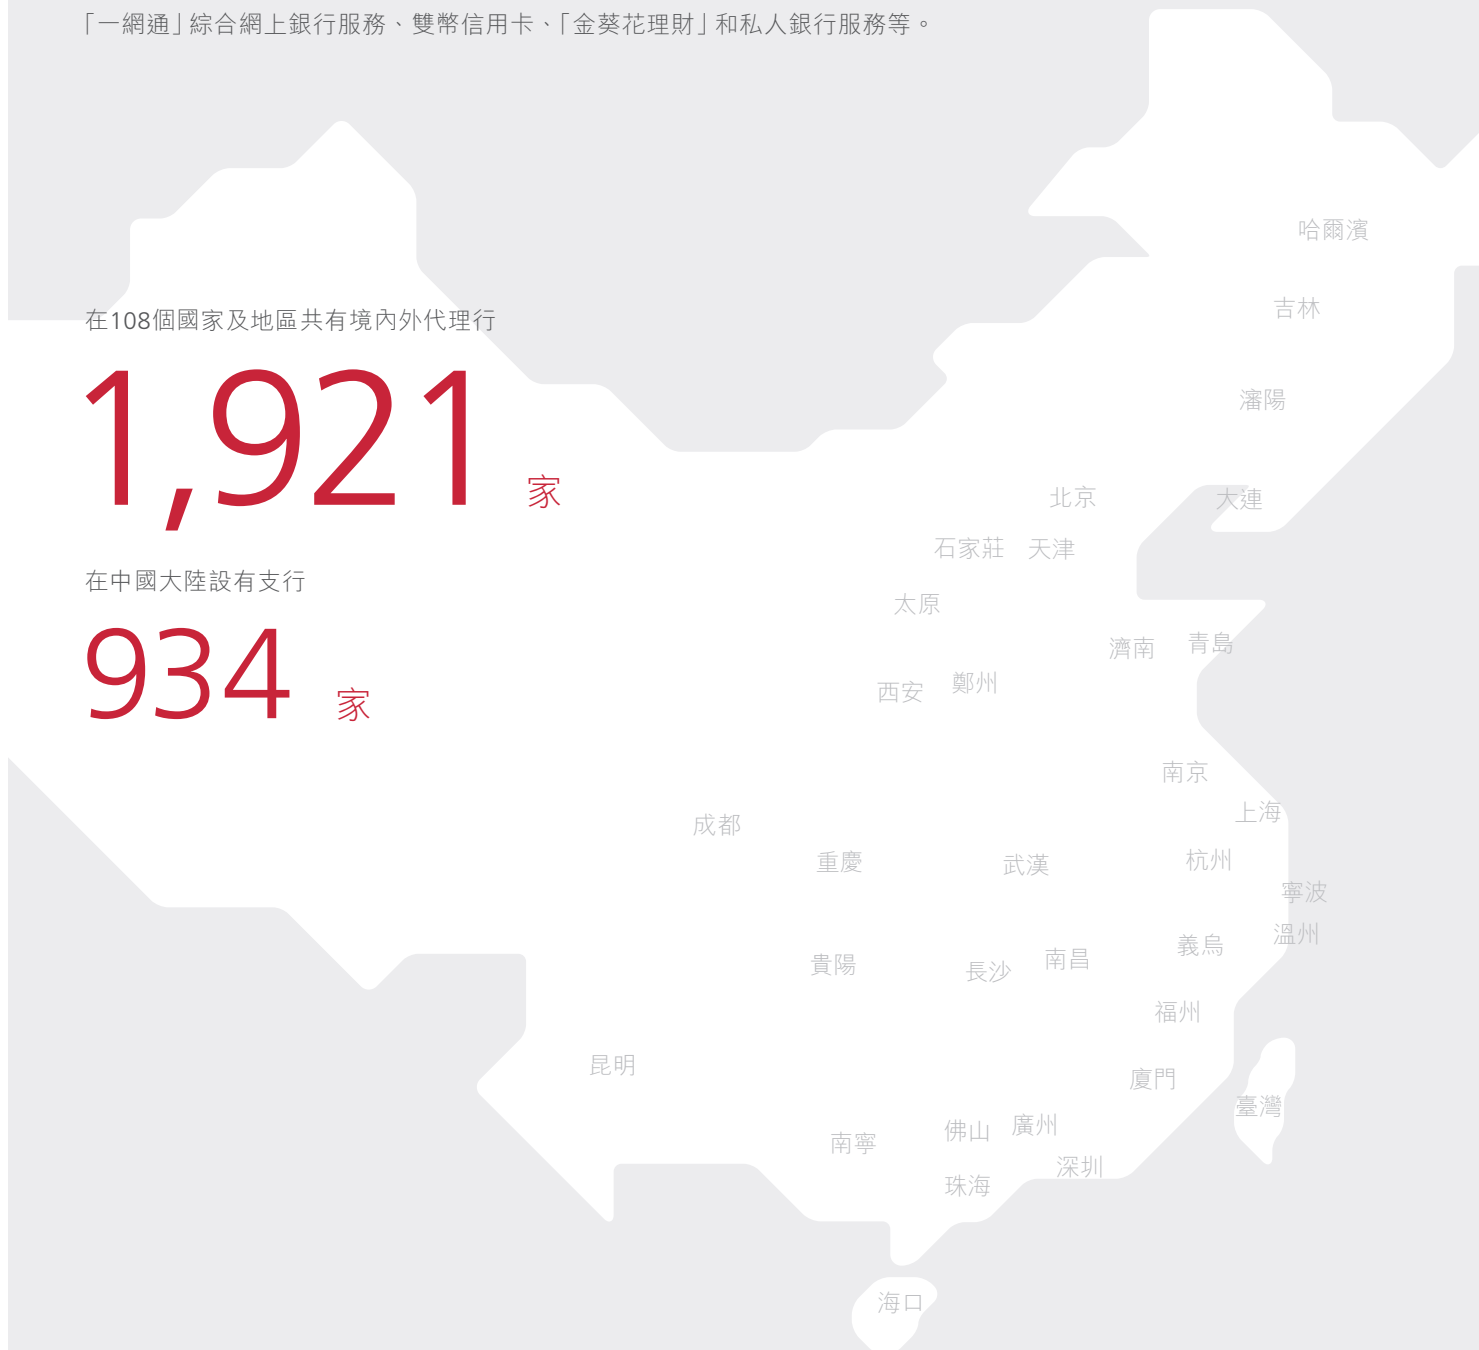 「一網通」綜合網上銀行服務、雙幣信用卡、「金葵花理財」和私人銀行服務等。
哈爾濱
吉林
在108個國家及地區共有境內外代理行
1,921 家
瀋陽
北京
大連
石家莊
天津
在中國大陸設有支行
934 家
太原
濟南
青島
西安
鄭州
南京
上海
成都
重慶
武漢
杭州
寧波
溫州
義烏
貴陽
長沙
南昌
福州
昆明
廈門
臺灣
南寧
佛山
廣州
深圳
珠海
海口